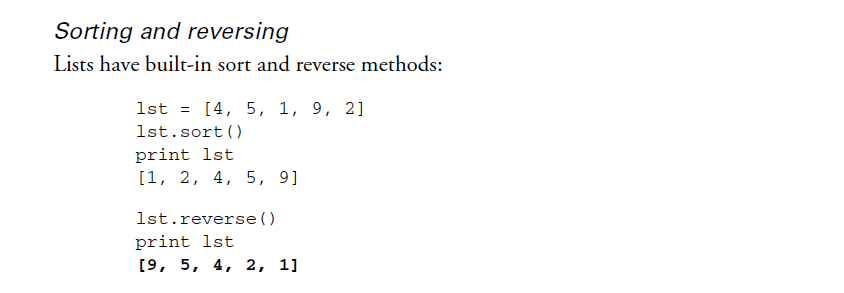 Sorting and reversing
Lists have built-in sort and reverse methods:
lst = [4, 5, 1, 9, 2]
lst.sort()
print lst
[1, 2, 4, 5, 9]
lst.reverse()
print lst
[9, 5, 4, 2, 1]